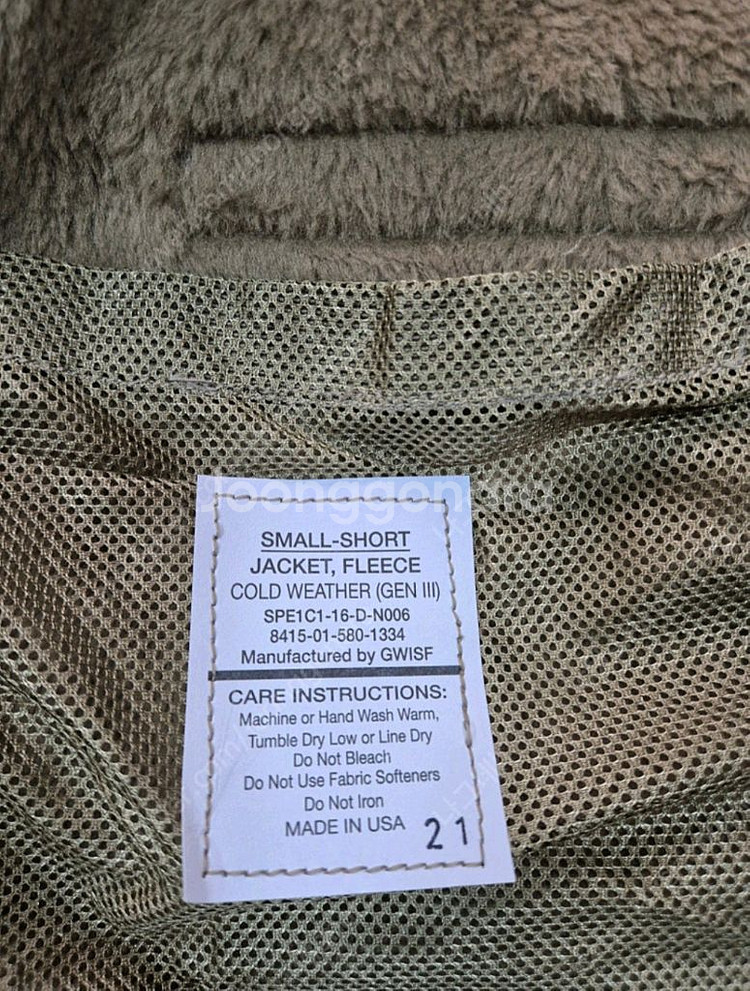 Joonggonara
SMALL-SHORT
JACKET, FLEECE
COLD WEATHER (GEN III)
SPE1C1-16-D-N006
8415-01-580-1334
Manufactured by GWISF
CARE INSTRUCTIONS:
Machine or Hand Wash Warm,
Tumble Dry Low or Line Dry
Do Not Bleach
Do Not Use Fabric Softeners
Do Not Iron
MADE IN USA 21